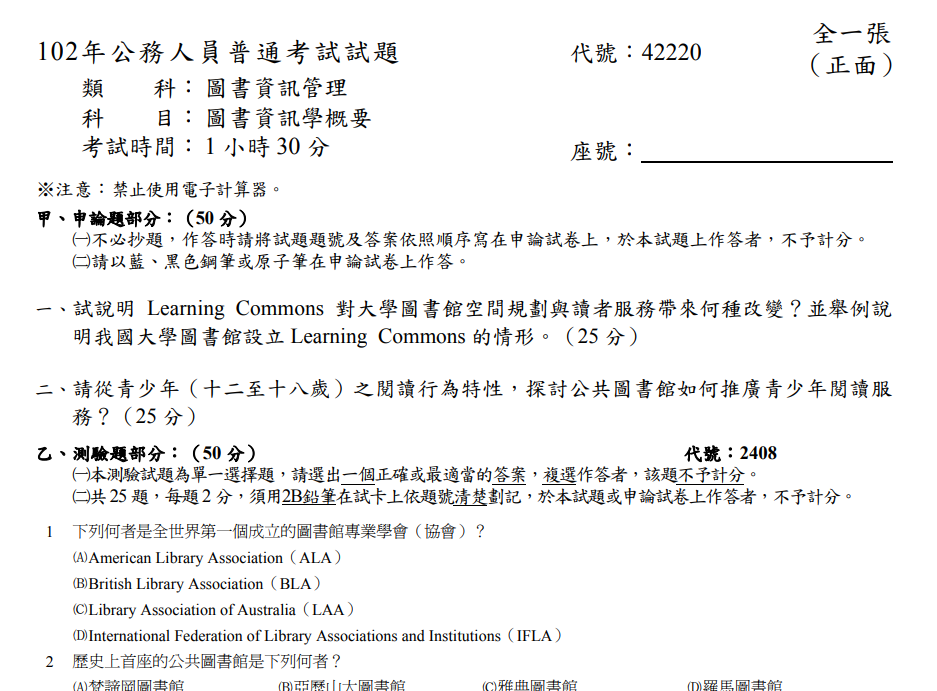 102年公務人員普通考試試題
代號：42220
全一張
（正面）
類　　科：圖書資訊管理
科　　目：圖書資訊學概要
考試時間：1小時30分
座號：
※注意：禁止使用電子計算器。
甲、申論題部分：（50分）
㈠不必抄題，作答時請將試題題號及答案依照順序寫在申論試卷上，於本試題上作答者，不予計分。
㈡請以藍、黑色鋼筆或原子筆在申論試卷上作答。
一、試說明 Learning Commons 對大學圖書館空間規劃與讀者服務帶來何種改變？並舉例說
明我國大學圖書館設立 Learning Commons 的情形。（25分）
二、請從青少年（十二至十八歲）之閱讀行為特性，探討公共圖書館如何推廣青少年閱讀服
務？（25分）
乙、測驗題部分：（50分）
代號：2408
㈠本測驗試題為單一選擇題，請選出一個正確或最適當的答案，複選作答者，該題不予計分。
㈡共25題，每題2分，須用2B鉛筆在試卡上依題號清楚劃記，於本試題或申論試卷上作答者，不予計分。
1 下列何者是全世界第一個成立的圖書館專業學會（協會）？
(A)American Library Association（ALA）
(B)British Library Association（BLA）
(C)Library Association of Australia（LAA）
(D)International Federation of Library Associations and Institutions（IFLA）
2 歷史上首座的公共圖書館是下列何者？
(A)梵諦岡圖書館 (B)亞歷山大圖書館 (C)雅典圖書館 (D)羅馬圖書館